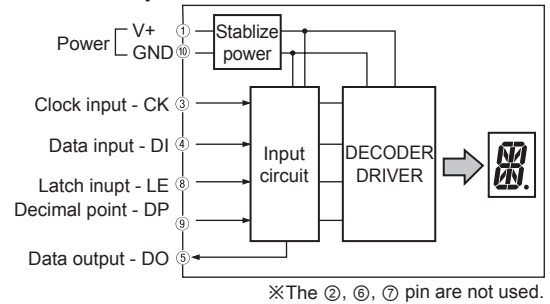 Power
V+ ①
GND ⑩
Stablize
power
Clock input - CK ③
Data input - DI ④
Latch inupt - LE ⑧
Decimal point - DP
⑨
Data output - DO ⑤
Input
circuit
DECODER
DRIVER
※The ②, ⑥, ⑦ pin are not used.